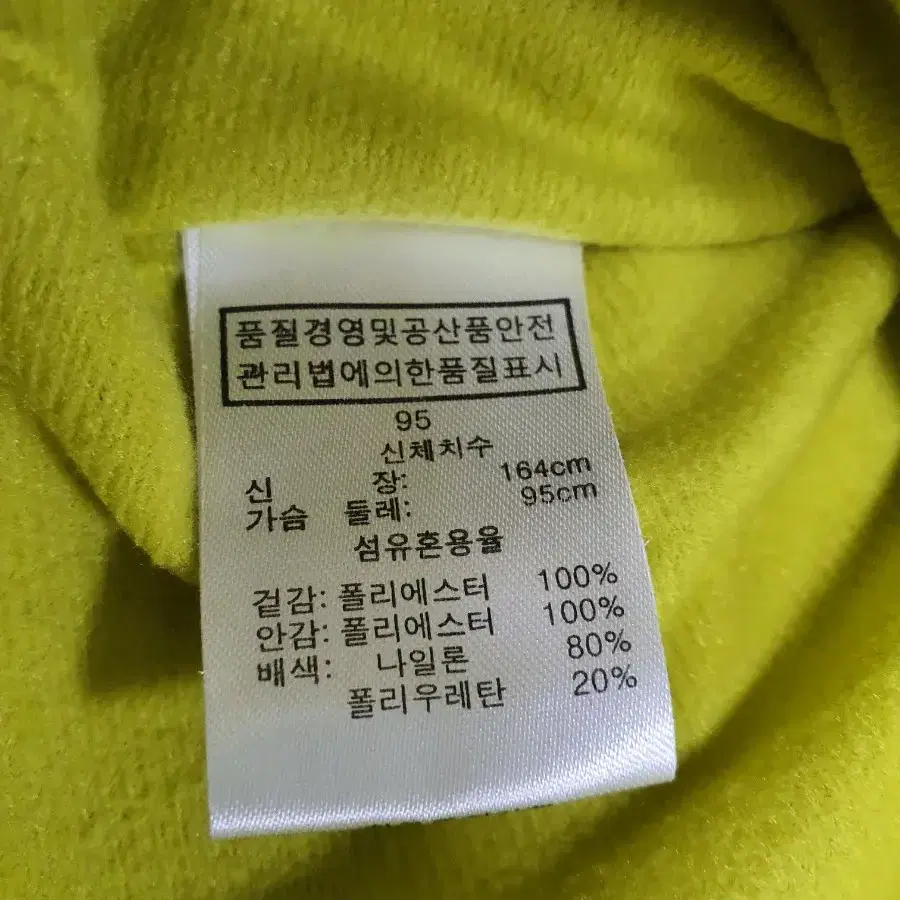 품질경영및공산품안전
관리법에의한품질표시
95
신체치수
신 장: 164cm
가슴 둘레: 95cm
섬유혼용율
겉감: 폴리에스터 100%
안감: 폴리에스터 100%
배색: 나일론 80%
폴리우레탄 20%